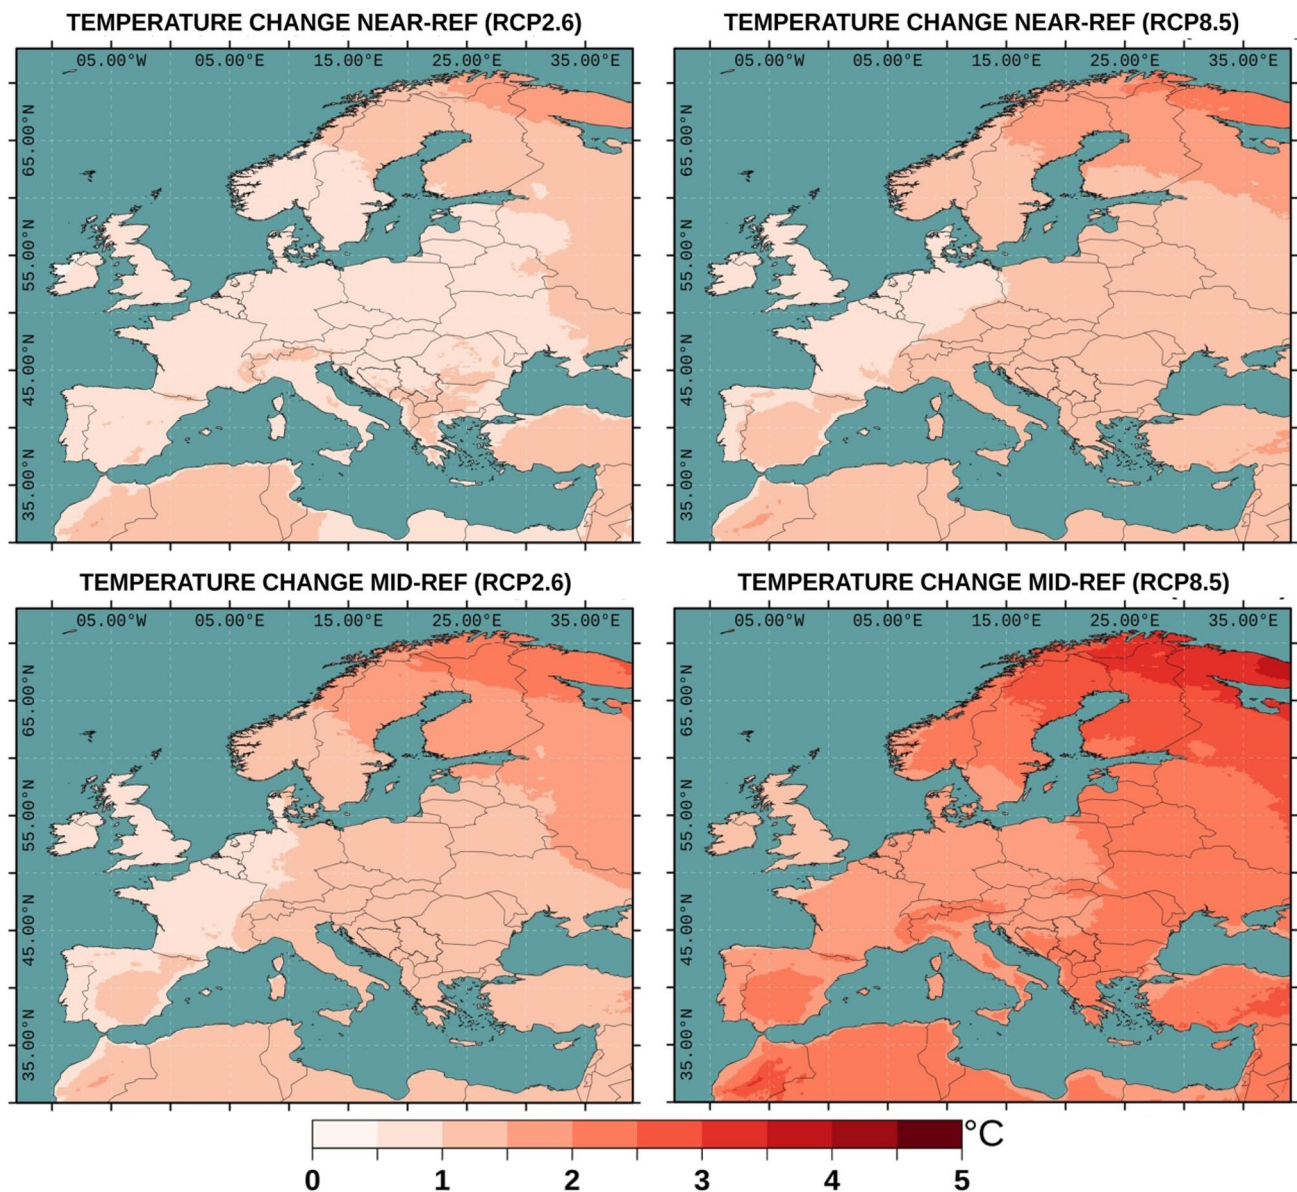 TEMPERATURE CHANGE NEAR-REF (RCP2.6)
05.00°W 05.00°E 15.00°E 25.00°E 35.00°E
65.00°N
55.00°N
45.00°N
35.00°N
TEMPERATURE CHANGE NEAR-REF (RCP8.5)
05.00°W 05.00°E 15.00°E 25.00°E 35.00°E
65.00°N
55.00°N
45.00°N
35.00°N
TEMPERATURE CHANGE MID-REF (RCP2.6)
05.00°W 05.00°E 15.00°E 25.00°E 35.00°E
65.00°N
55.00°N
45.00°N
35.00°N
TEMPERATURE CHANGE MID-REF (RCP8.5)
05.00°W 05.00°E 15.00°E 25.00°E 35.00°E
65.00°N
55.00°N
45.00°N
35.00°N
°C
0 1 2 3 4 5